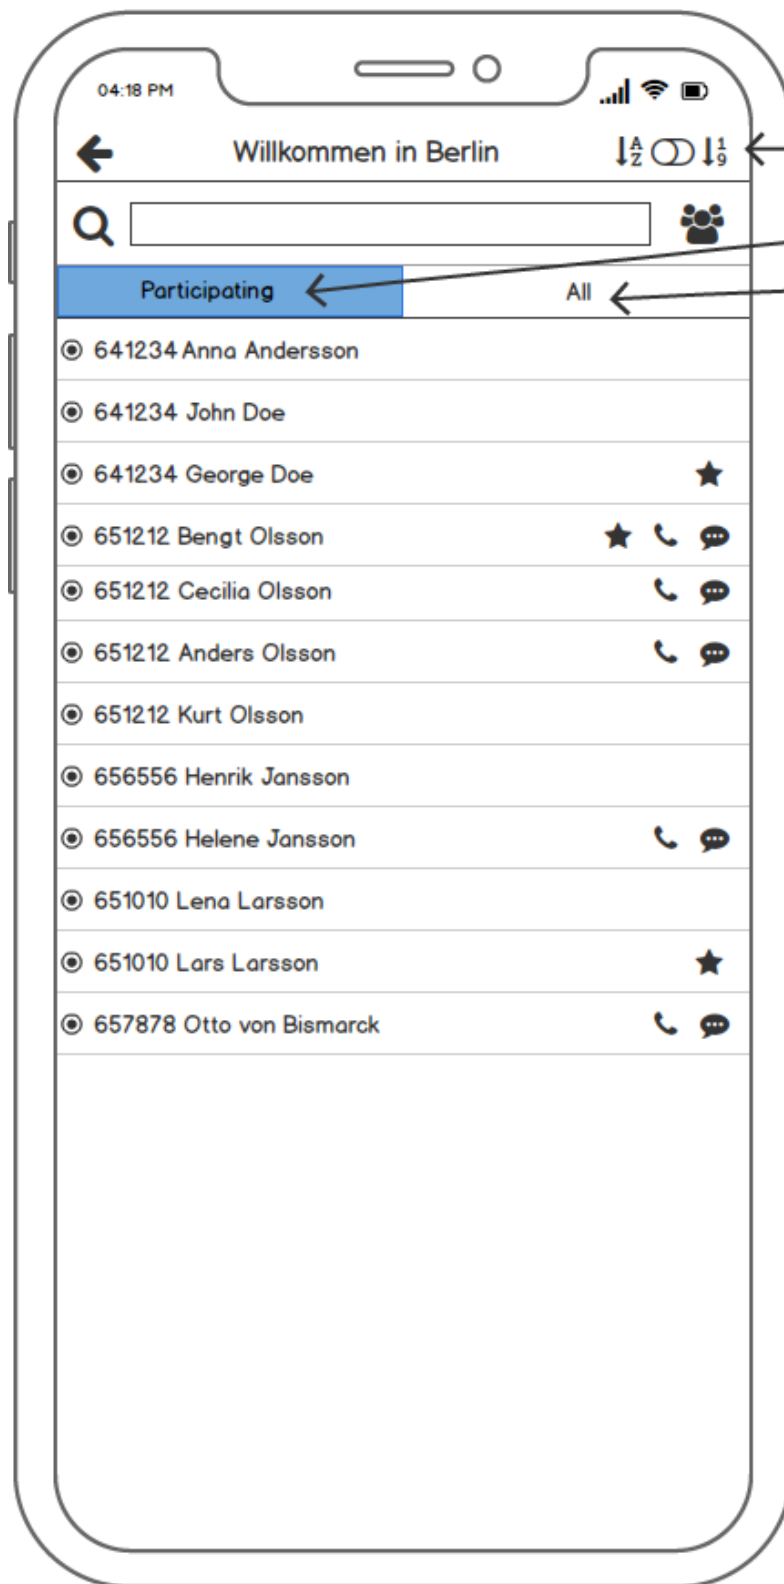 04:18 PM
Willkommen in Berlin
A
Z
1
9
Participating
All
641234 Anna Andersson
641234 John Doe
641234 George Doe
651212 Bengt Olsson
651212 Cecilia Olsson
651212 Anders Olsson
651212 Kurt Olsson
656556 Henrik Jansson
656556 Helene Jansson
651010 Lena Larsson
651010 Lars Larsson
657878 Otto von Bismarck